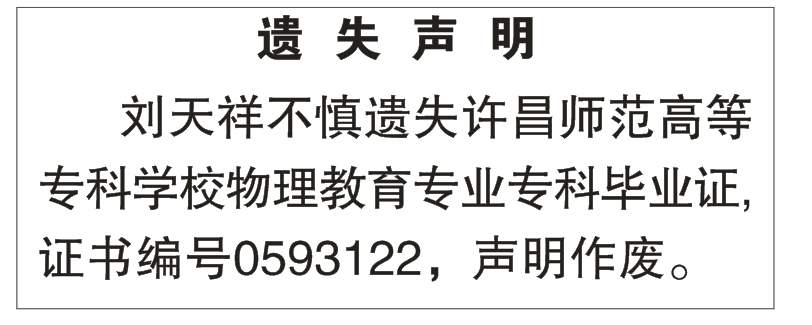 遗失声明
刘天祥不慎遗失许昌师范高等
专科学校物理教育专业专科毕业证,
证书编号0593122，声明作废。